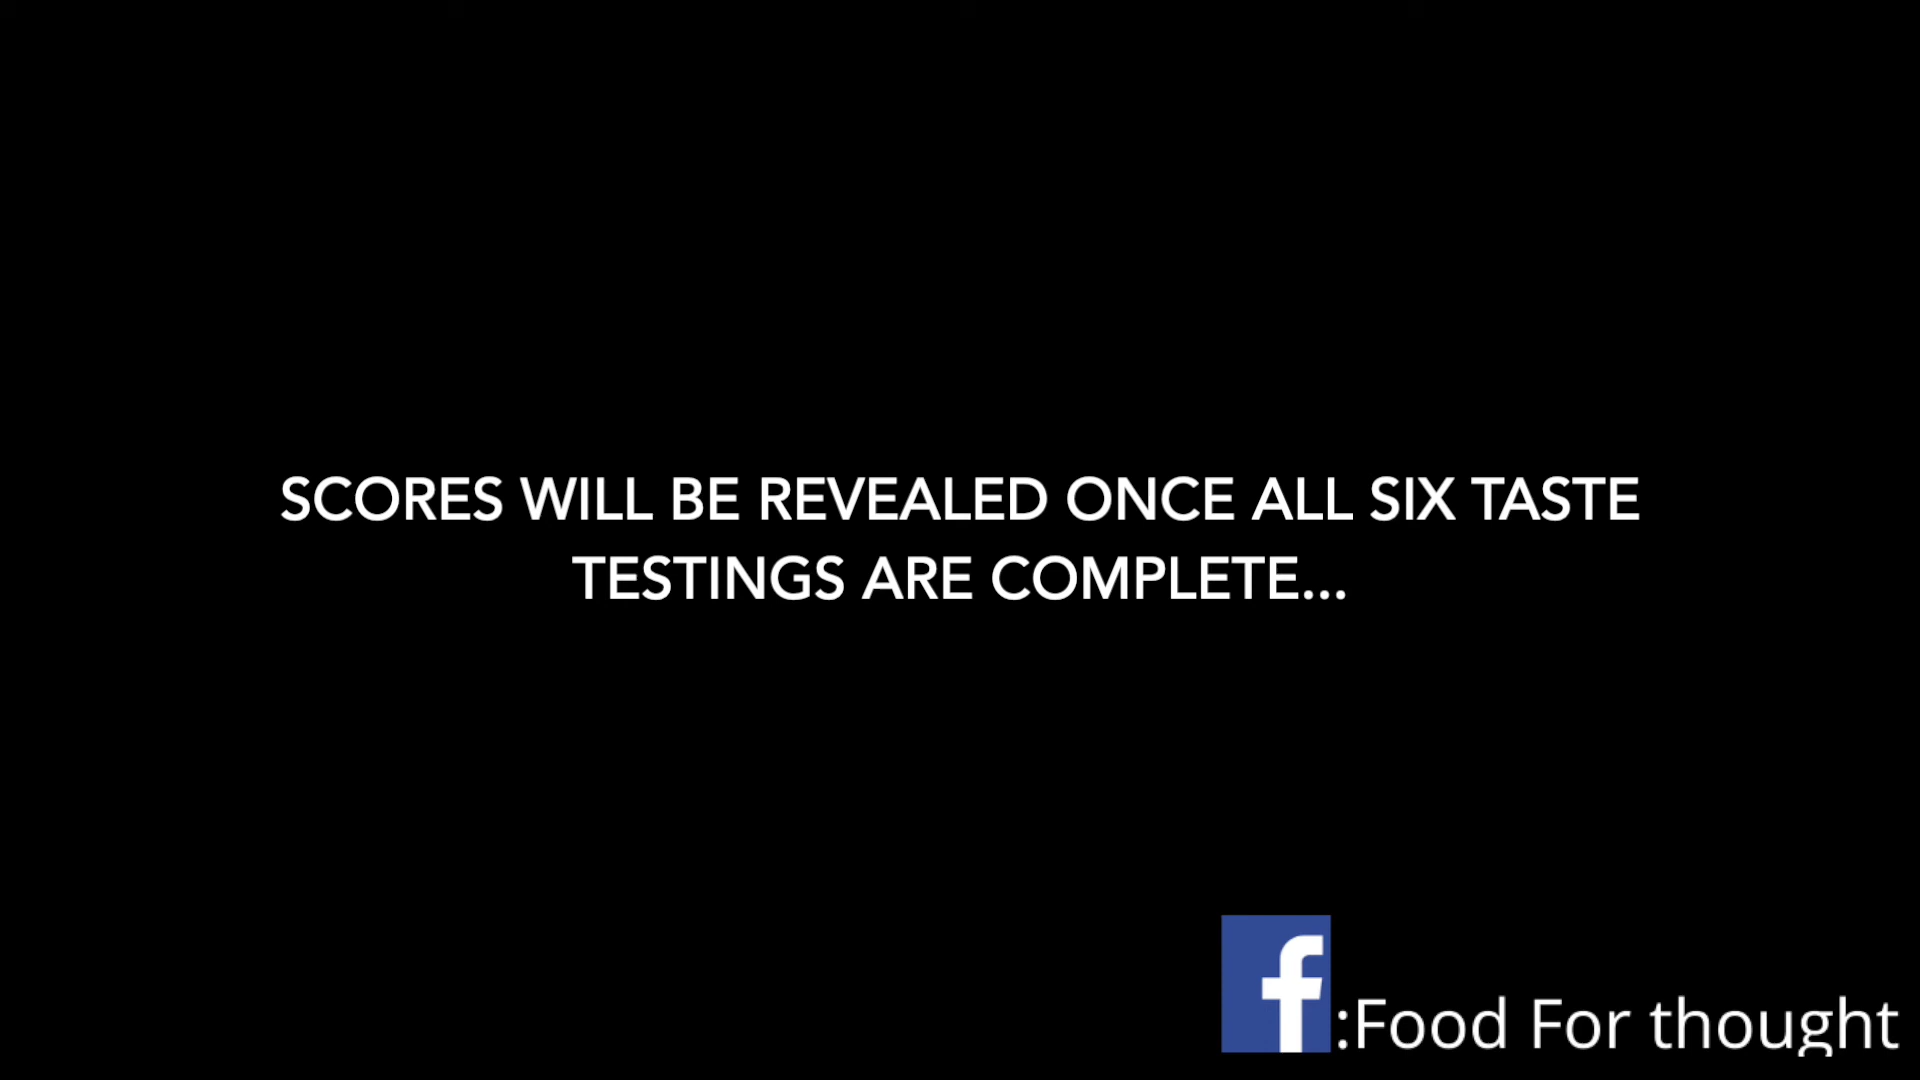 SCORES WILL BE REVEALED ONCE ALL SIX TASTE
TESTINGS ARE COMPLETE...
f:Food For thought